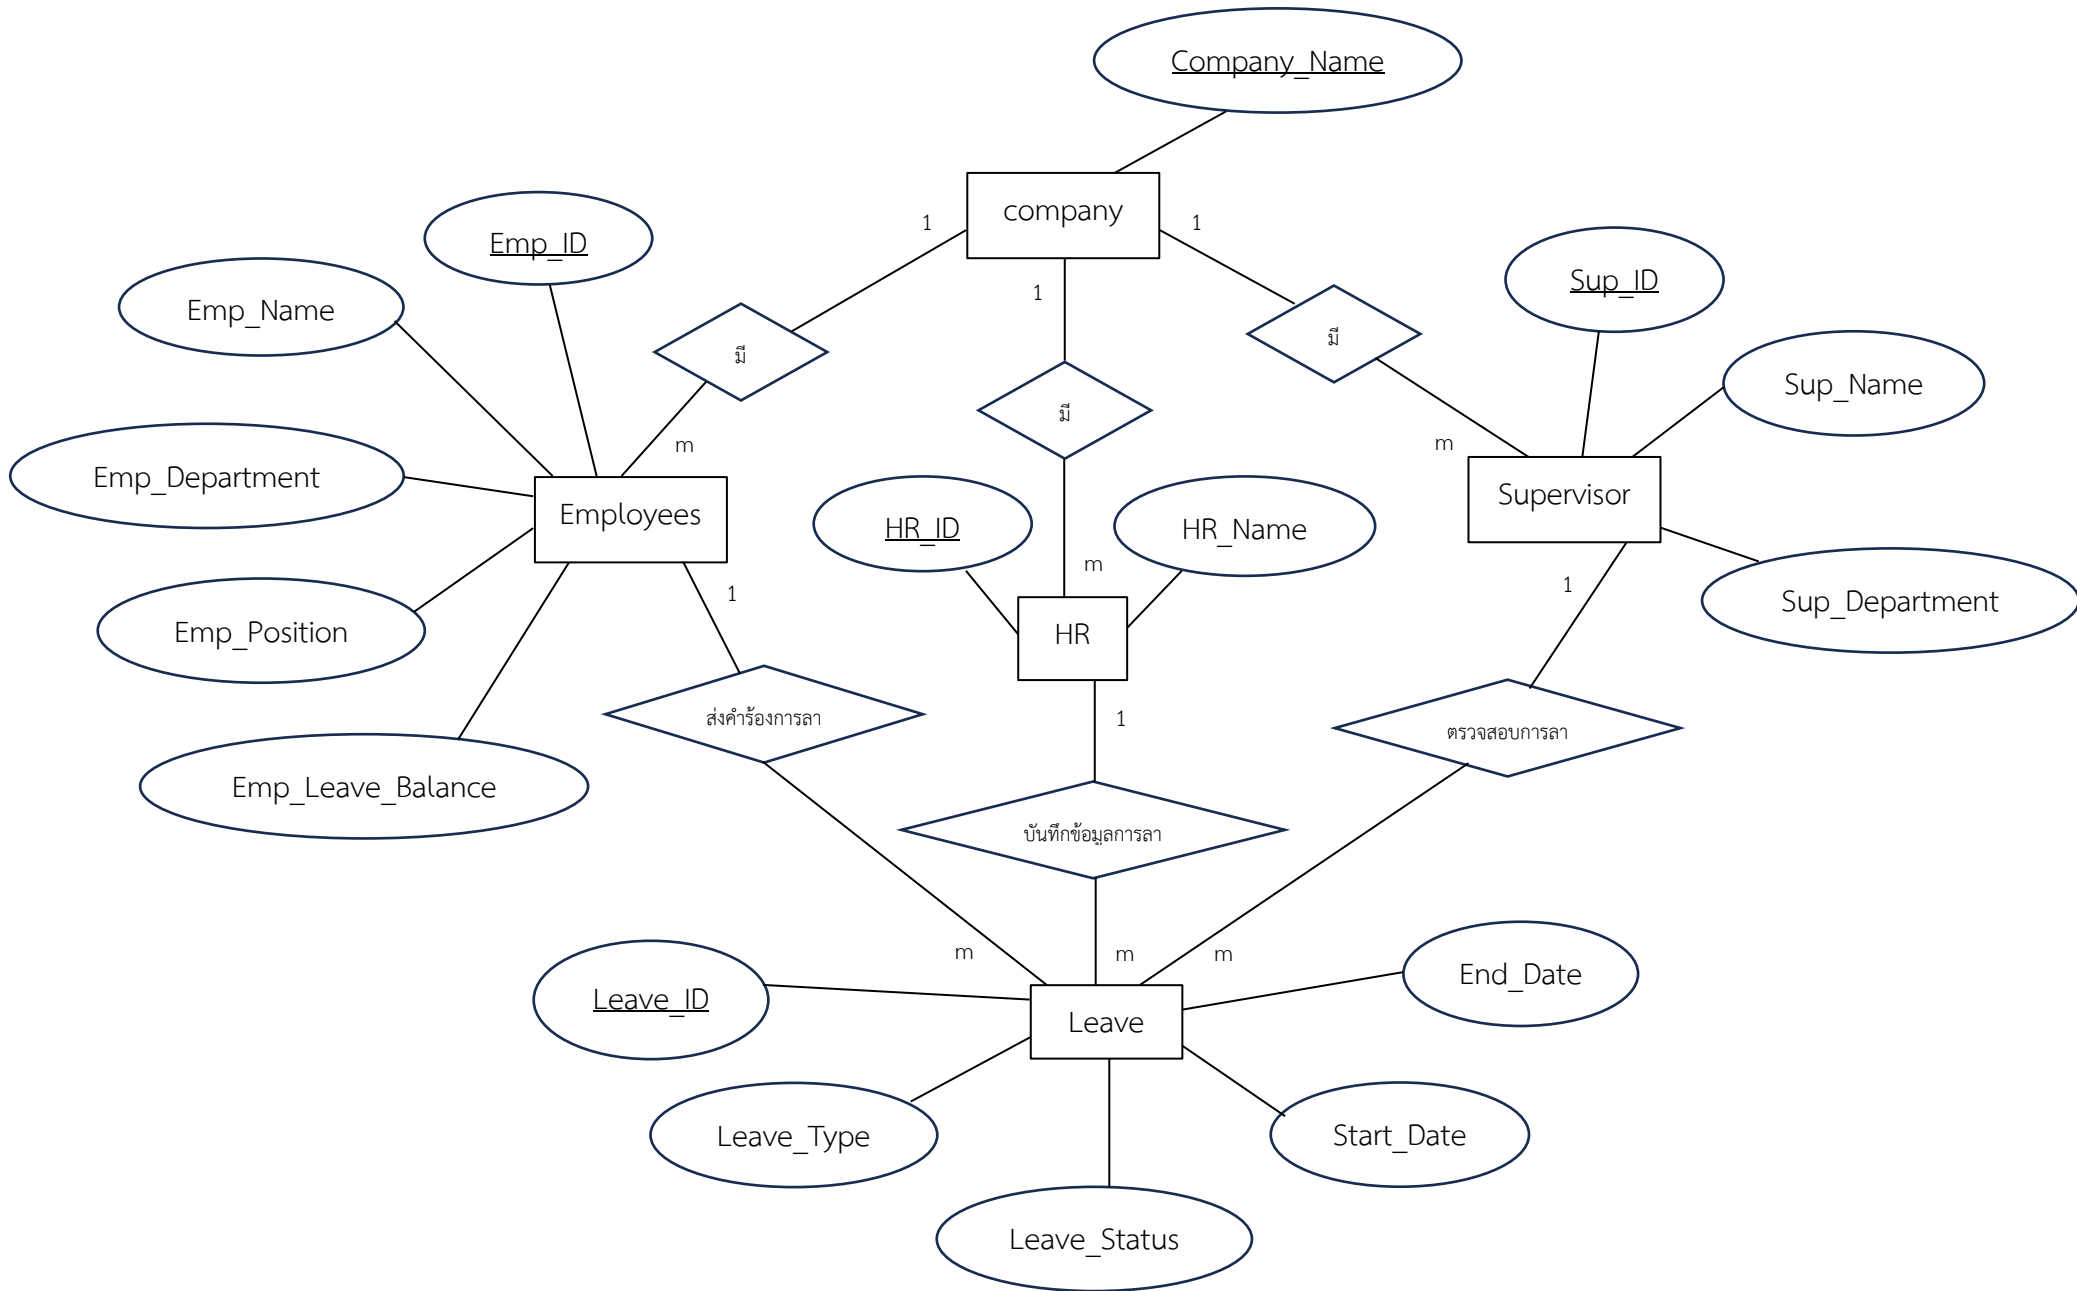 Company_Name
company
1
1
1
Emp_ID
Sup_ID
Emp_Name
มี
มี
มี
Sup_Name
m
m
m
Emp_Department
Employees
HR_ID
HR_Name
Supervisor
1
1
Emp_Position
HR
Sup_Department
ส่งคำร้องการลา
1
ตรวจสอบการลา
Emp_Leave_Balance
บันทึกข้อมูลการลา
m
m
m
Leave_ID
Leave
End_Date
Leave_Type
Start_Date
Leave_Status